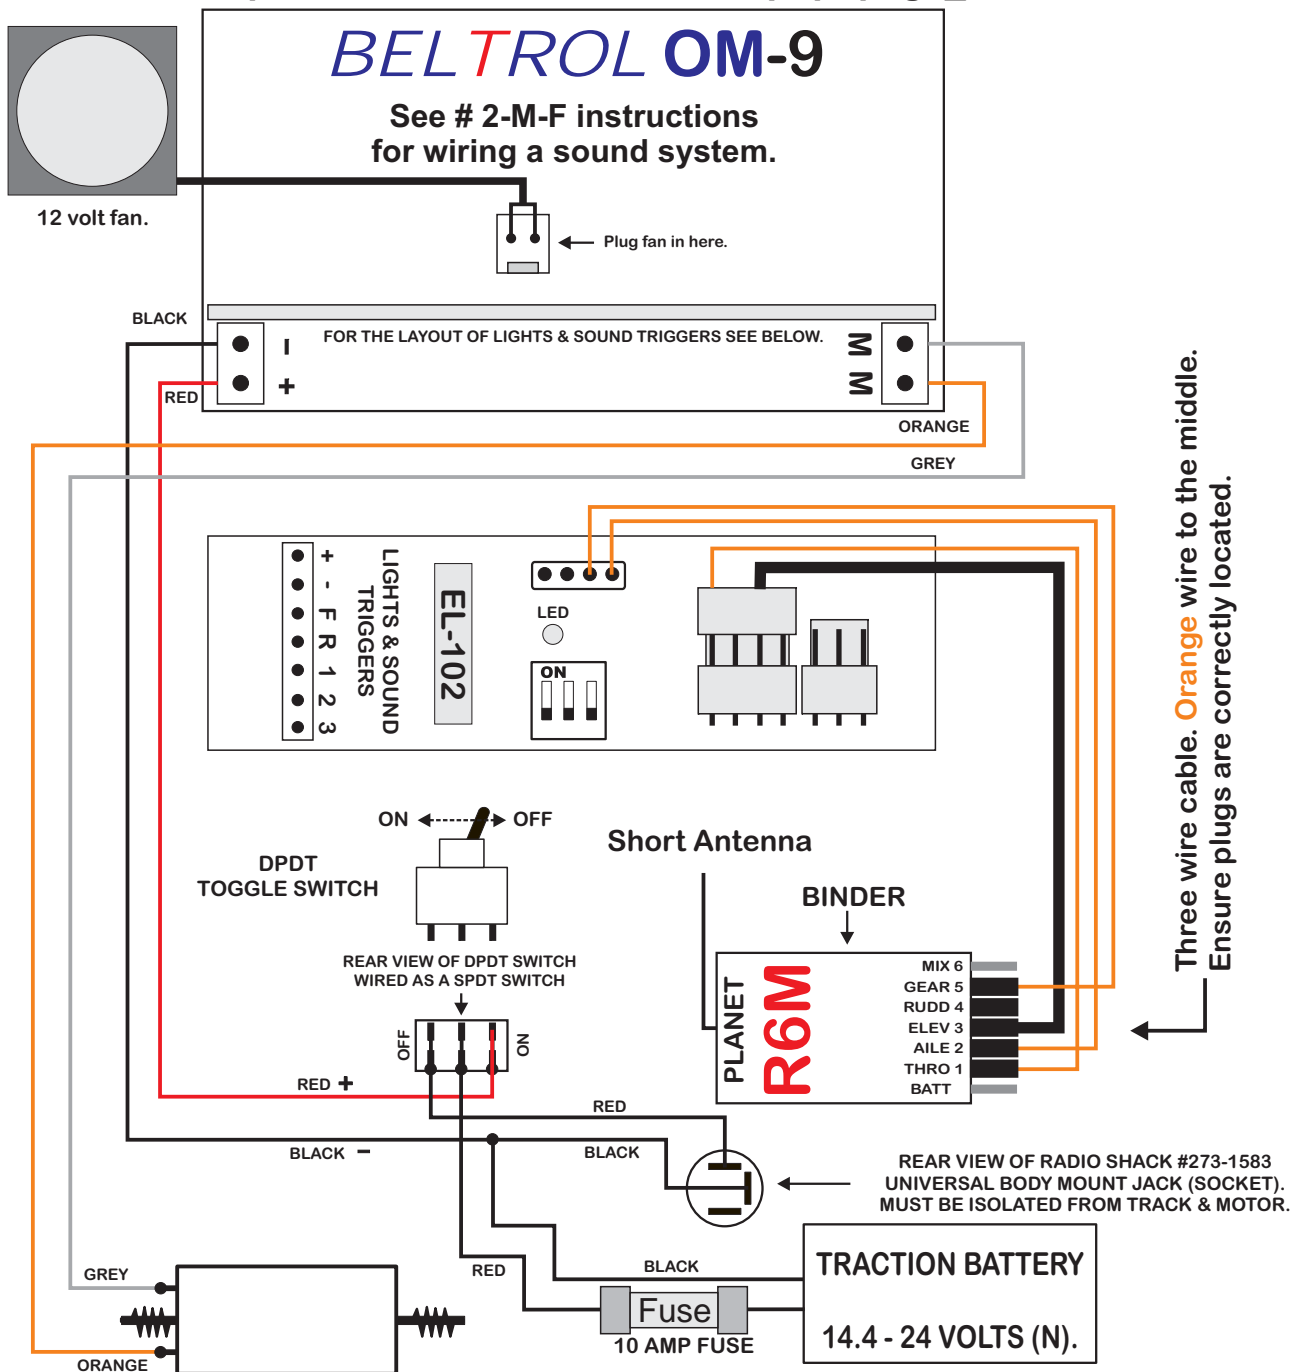 BELTROL OM-9
See # 2-M-F instructions
for wiring a sound system.
12 volt fan.
Plug fan in here.
BLACK
FOR THE LAYOUT OF LIGHTS & SOUND TRIGGERS SEE BELOW.
-
+
M
M
RED
ORANGE
GREY
Three wire cable. Orange wire to the middle.
Ensure plugs are correctly located.
+
-
F
R
1
2
3
LIGHTS & SOUND
TRIGGERS
EL-102
LED
ON
ON
OFF
DPDT
TOGGLE SWITCH
REAR VIEW OF DPDT SWITCH
WIRED AS A SPDT SWITCH
OFF
ON
Short Antenna
BINDER
PLANET
R6M
MIX 6
GEAR 5
RUDD 4
ELEV 3
AILE 2
THRO 1
BATT
RED +
RED
BLACK -
BLACK
REAR VIEW OF RADIO SHACK #273-1583
UNIVERSAL BODY MOUNT JACK (SOCKET).
MUST BE ISOLATED FROM TRACK & MOTOR.
GREY
RED
BLACK
Fuse
10 AMP FUSE
TRACTION BATTERY
14.4 - 24 VOLTS (N).
ORANGE